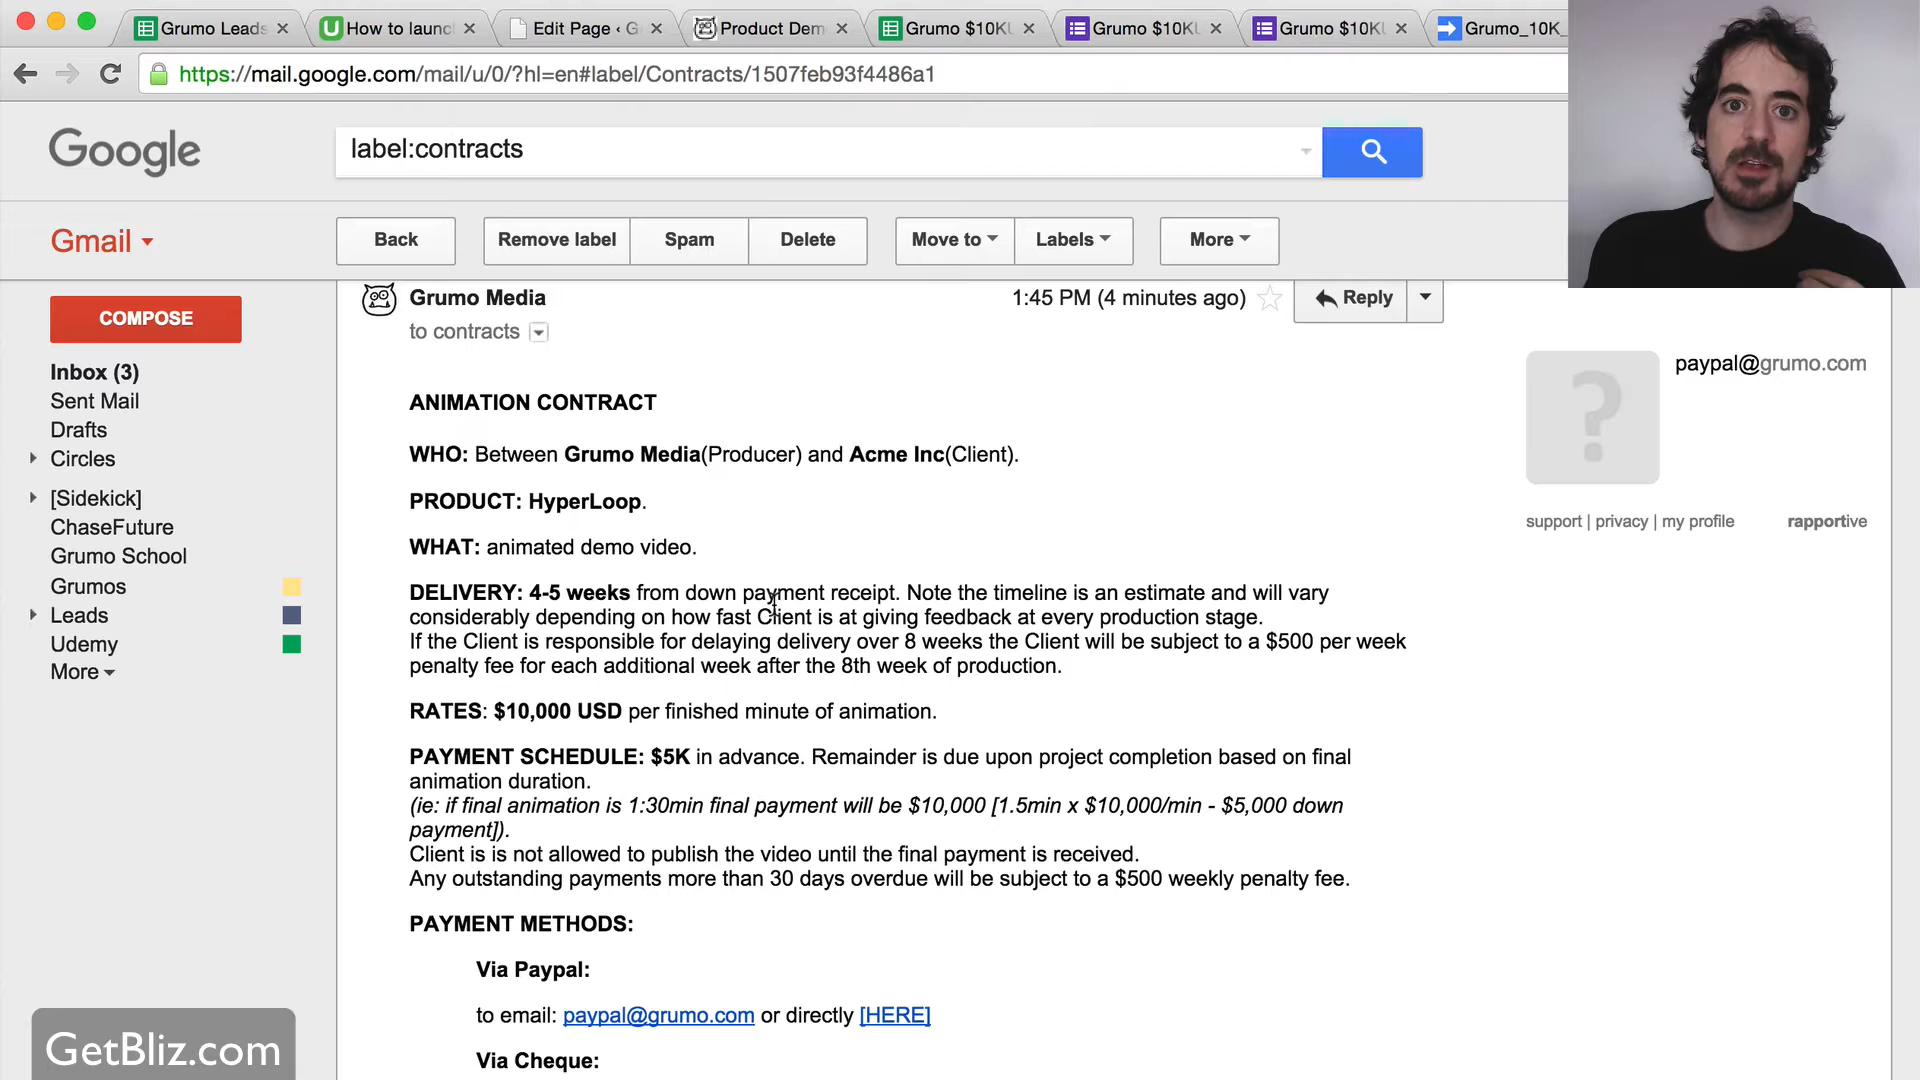 Grumo Leads
How to launc
Edit Page ‹ G
Product Dem
Grumo $10KU
Grumo $10KU
Grumo $10KU
Grumo_10K_
https://mail.google.com/mail/u/0/?hl=en#label/Contracts/1507feb93f4486a1
Google
label:contracts
Gmail
Back
Remove label
Spam
Delete
Move to
Labels
More
COMPOSE
Inbox (3)
Sent Mail
Drafts
Circles
[Sidekick]
ChaseFuture
Grumo School
Grumos
Leads
Udemy
More
Grumo Media
1:45 PM (4 minutes ago)
Reply
to contracts
ANIMATION CONTRACT
WHO: Between Grumo Media(Producer) and Acme Inc(Client).
PRODUCT: HyperLoop.
WHAT: animated demo video.
DELIVERY: 4-5 weeks from down payment receipt. Note the timeline is an estimate and will vary
considerably depending on how fast Client is at giving feedback at every production stage.
If the Client is responsible for delaying delivery over 8 weeks the Client will be subject to a $500 per week
penalty fee for each additional week after the 8th week of production.
RATES: $10,000 USD per finished minute of animation.
PAYMENT SCHEDULE: $5K in advance. Remainder is due upon project completion based on final
animation duration.
(ie: if final animation is 1:30min final payment will be $10,000 [1.5min x $10,000/min - $5,000 down
payment]).
Client is is not allowed to publish the video until the final payment is received.
Any outstanding payments more than 30 days overdue will be subject to a $500 weekly penalty fee.
PAYMENT METHODS:
Via Paypal:
to email: paypal@grumo.com or directly [HERE]
Via Cheque:
paypal@grumo.com
support | privacy | my profile
rapportive
GetBliz.com